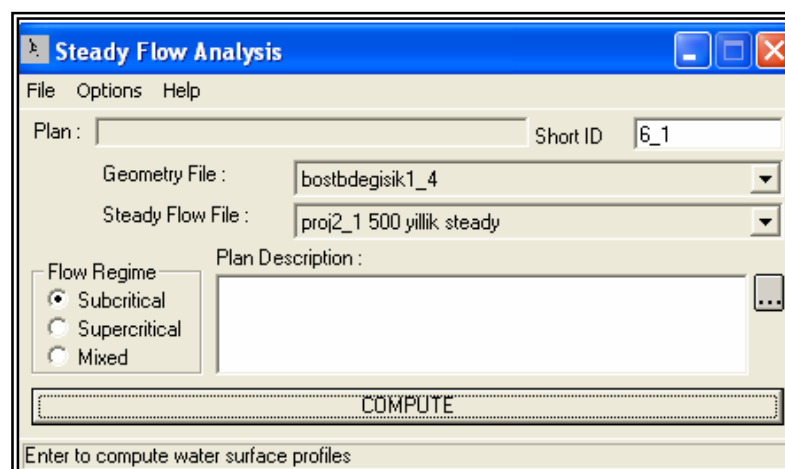 Steady Flow Analysis
File Options Help
Plan : Short ID 6_1
Geometry File : bostbdegisik1_4
Steady Flow File : proj2_1 500 yillik steady
Flow Regime Plan Description :
Subcritical ...
Supercritical
Mixed
COMPUTE
Enter to compute water surface profiles